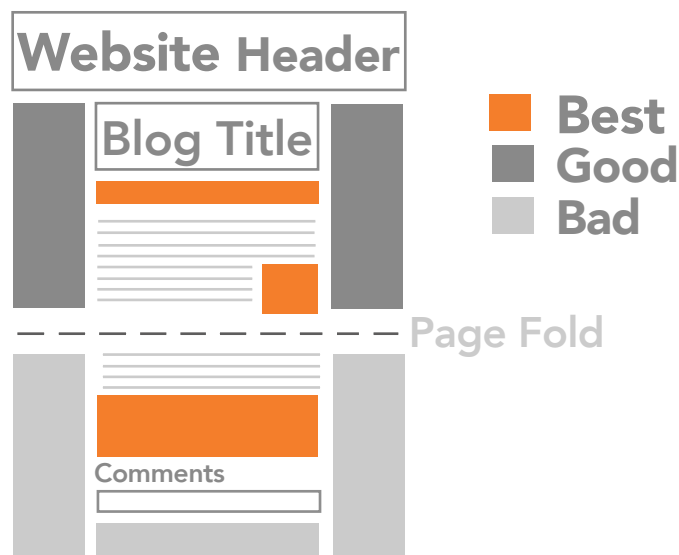 Website Header
Blog Title
Best
Good
Bad
Page Fold
Comments